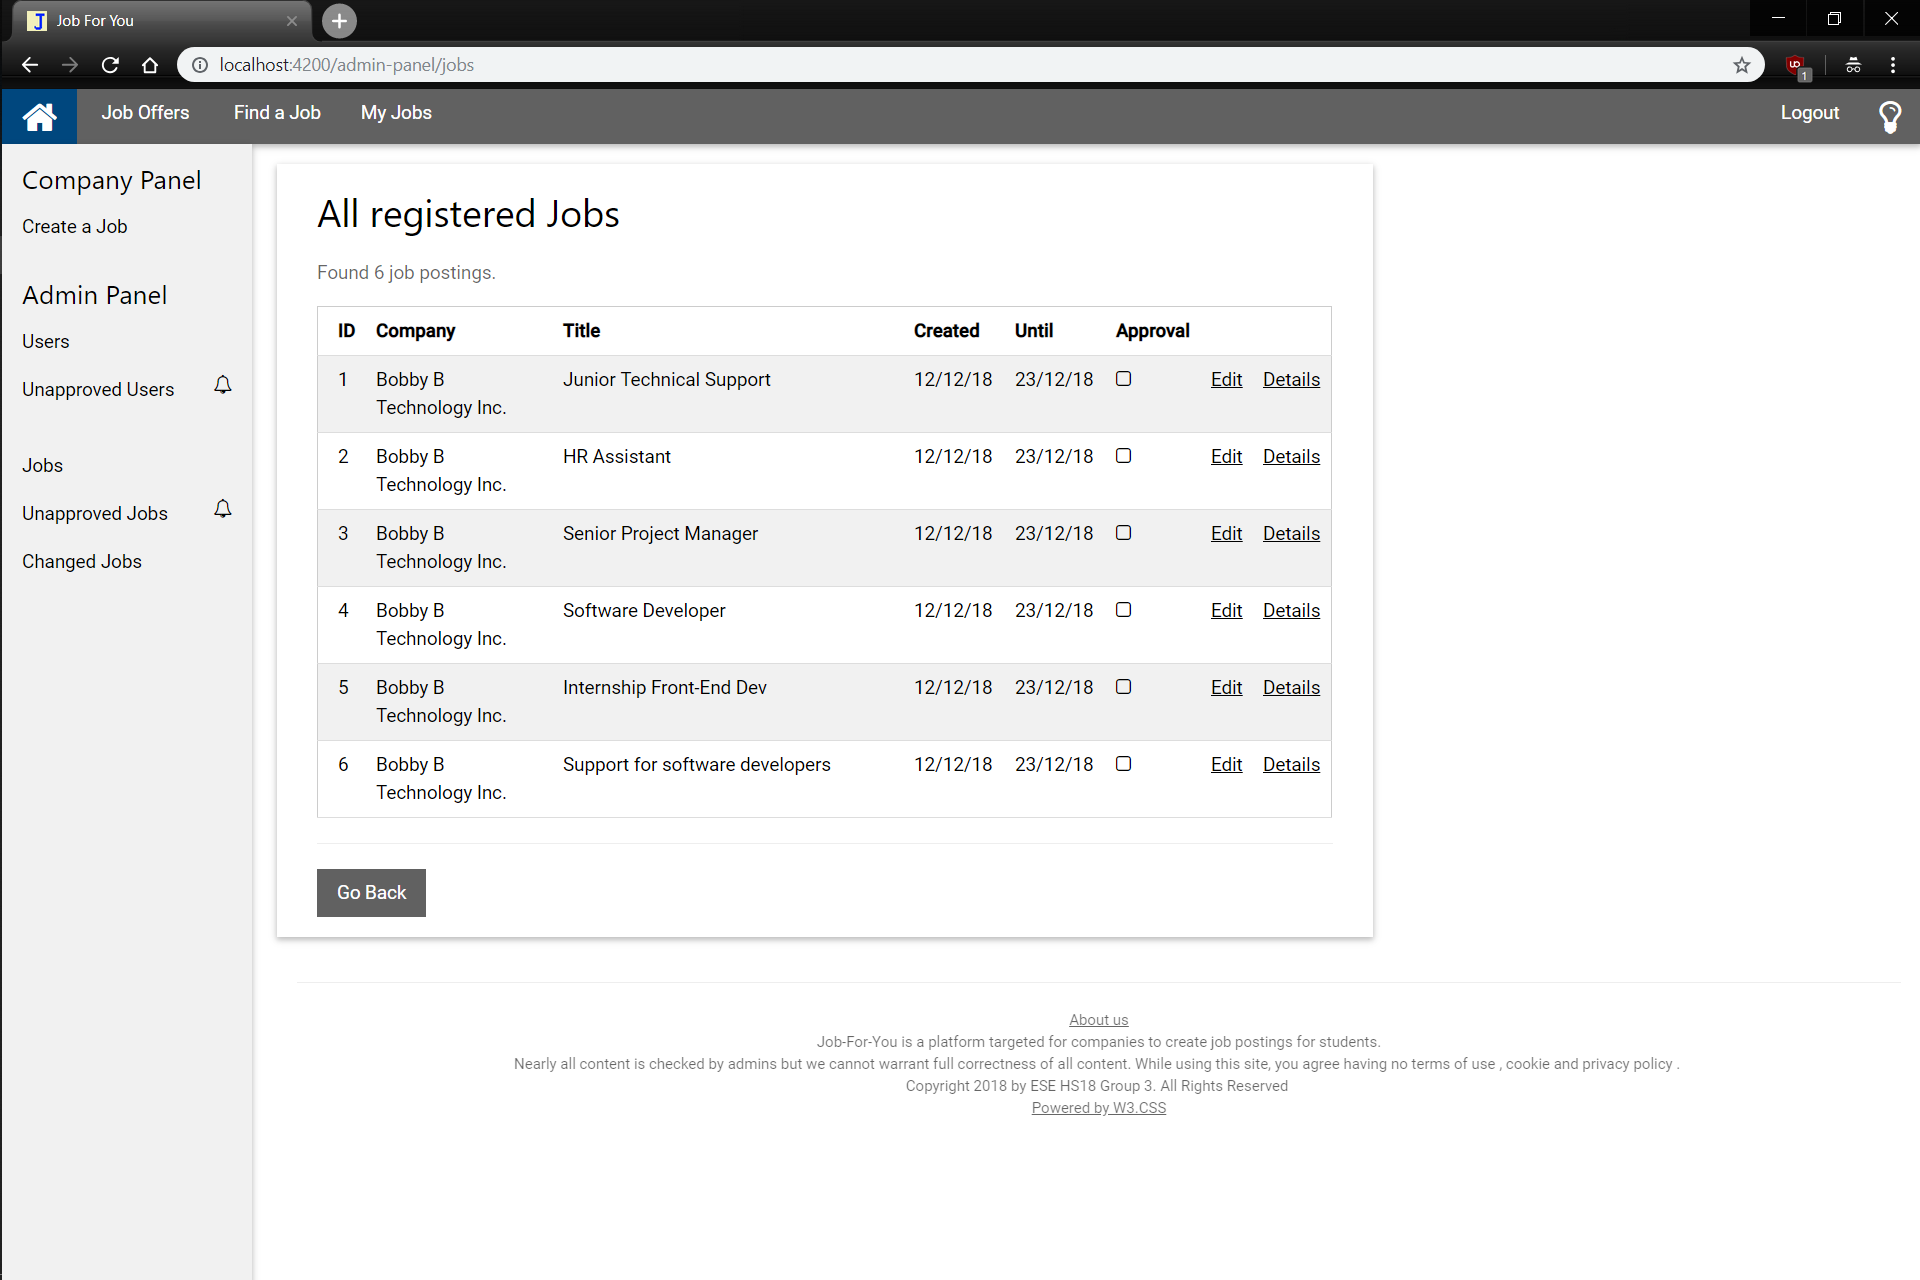 Job For You
localhost:4200/admin-panel/jobs
1
Job Offers Find a Job My Jobs Logout
Company Panel
Create a Job
Admin Panel
Users
Unapproved Users
Jobs
Unapproved Jobs
Changed Jobs
All registered Jobs
Found 6 job postings.
ID Company Title Created Until Approval
1 Bobby B Junior Technical Support 12/12/18 23/12/18 Edit Details
Technology Inc.
2 Bobby B HR Assistant 12/12/18 23/12/18 Edit Details
Technology Inc.
3 Bobby B Senior Project Manager 12/12/18 23/12/18 Edit Details
Technology Inc.
4 Bobby B Software Developer 12/12/18 23/12/18 Edit Details
Technology Inc.
5 Bobby B Internship Front-End Dev 12/12/18 23/12/18 Edit Details
Technology Inc.
6 Bobby B Support for software developers 12/12/18 23/12/18 Edit Details
Technology Inc.
Go Back
About us
Job-For-You is a platform targeted for companies to create job postings for students.
Nearly all content is checked by admins but we cannot warrant full correctness of all content. While using this site, you agree having no terms of use , cookie and privacy policy .
Copyright 2018 by ESE HS18 Group 3. All Rights Reserved
Powered by W3.CSS